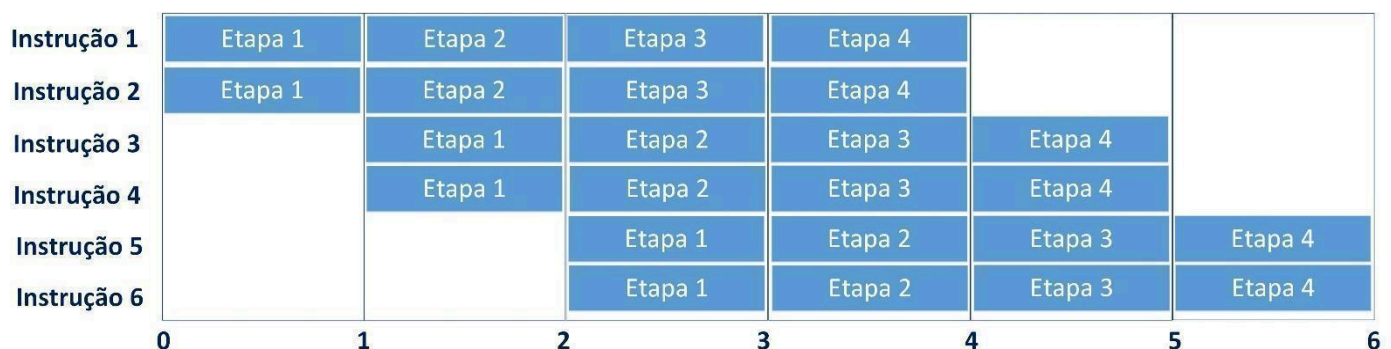 Instrução 1 Etapa 1 Etapa 2 Etapa 3 Etapa 4
Instrução 2 Etapa 1 Etapa 2 Etapa 3 Etapa 4
Instrução 3 Etapa 1 Etapa 2 Etapa 3 Etapa 4
Instrução 4 Etapa 1 Etapa 2 Etapa 3 Etapa 4
Instrução 5 Etapa 1 Etapa 2 Etapa 3 Etapa 4
Instrução 6 Etapa 1 Etapa 2 Etapa 3 Etapa 4
0 1 2 3 4 5 6